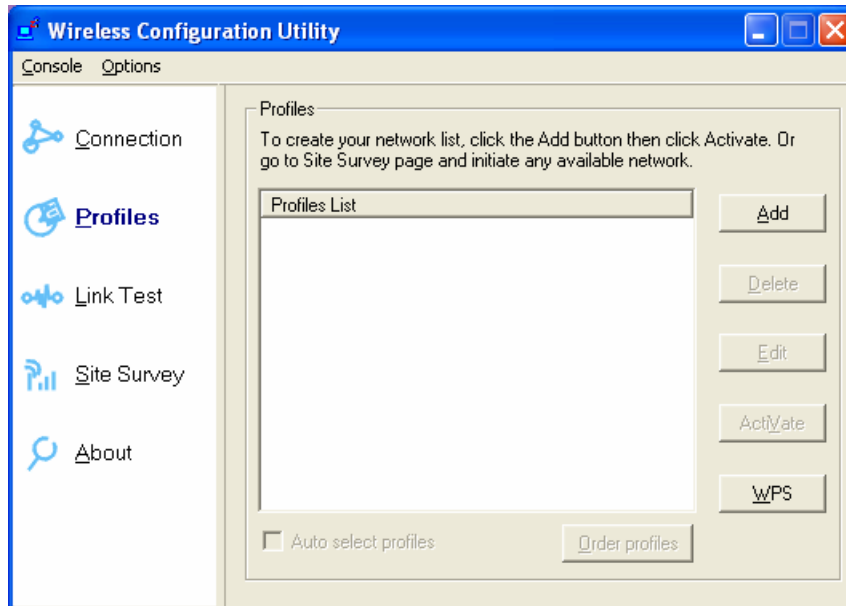 Wireless Configuration Utility
Console Options
Connection
Profiles
Link Test
Site Survey
About
Profiles
To create your network list, click the Add button then click Activate. Or
go to Site Survey page and initiate any available network.
Profiles List
Add
Delete
Edit
ActiVate
WPS
Auto select profiles
Order profiles